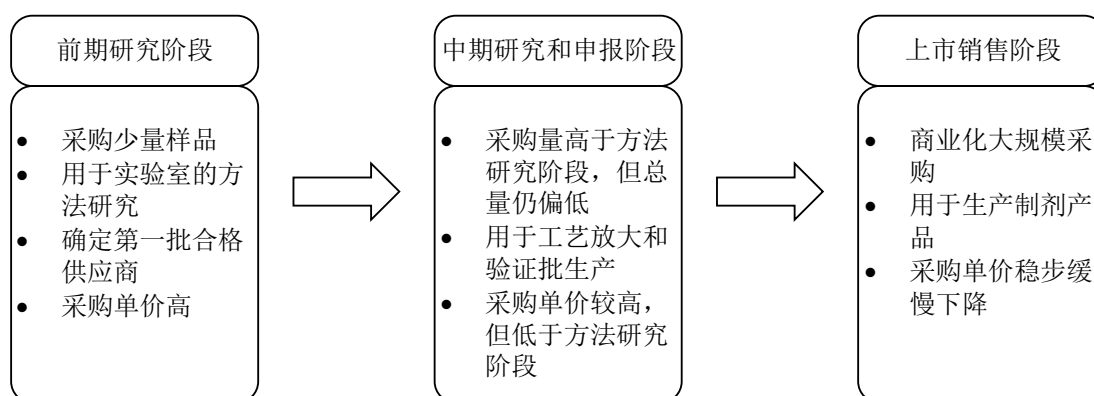 前期研究阶段
● 采购少量样品
● 用于实验室的方
法研究
● 确定第一批合格
供应商
● 采购单价高
中期研究和申报阶段
● 采购量高于方法
研究阶段，但总
量仍偏低
● 用于工艺放大和
验证批生产
● 采购单价较高，
但低于方法研究
阶段
上市销售阶段
● 商业化大规模采
购
● 用于生产制剂产
品
● 采购单价稳步缓
慢下降